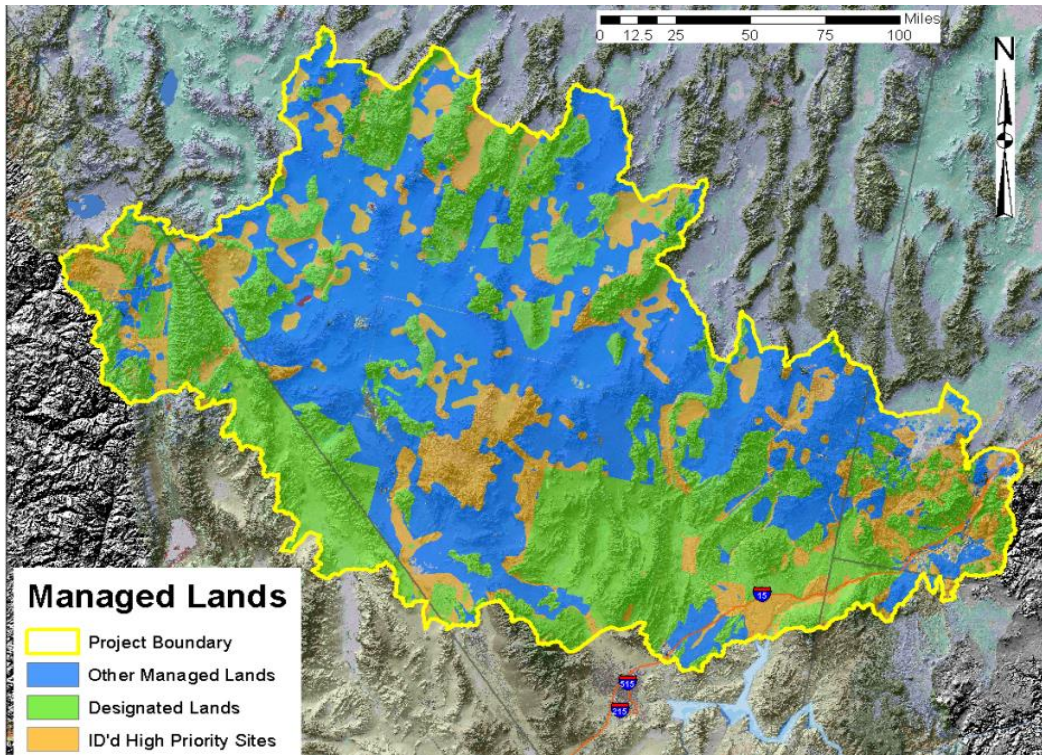 Miles
0 12.5 25 50 75 100
N
15
515
215
Managed Lands
Project Boundary
Other Managed Lands
Designated Lands
ID'd High Priority Sites